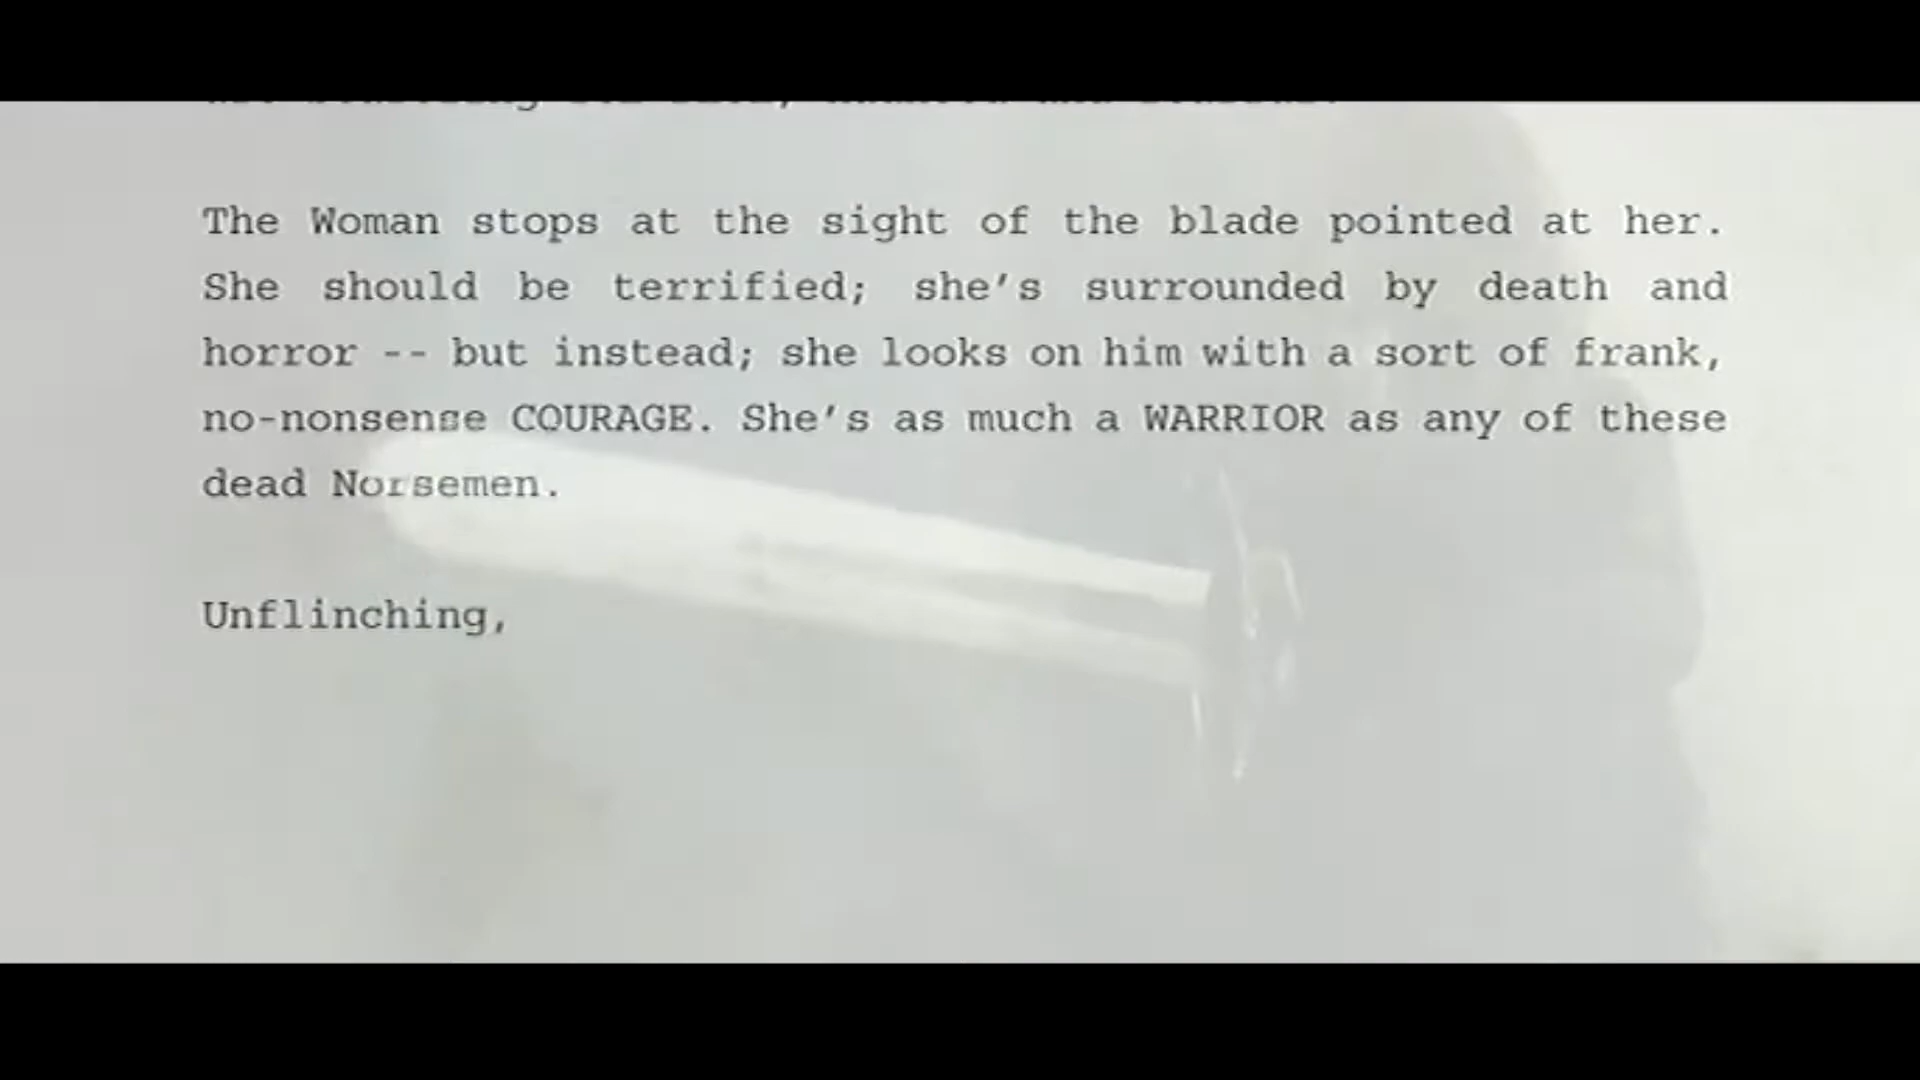 The Woman stops at the sight of the blade pointed at her.
She should be terrified; she's surrounded by death and
horror -- but instead; she looks on him with a sort of frank,
no-nonsense COURAGE. She's as much a WARRIOR as any of these
dead Norsemen.
Unflinching,